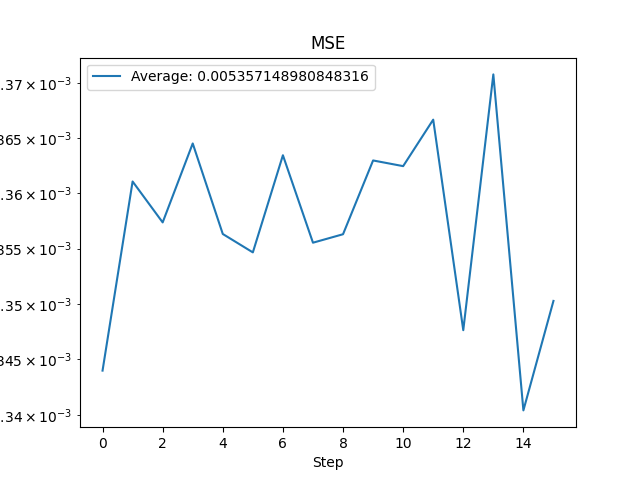 MSE
Average: 0.005357148980848316
.37 × 10⁻³
365 × 10⁻³
.36 × 10⁻³
355 × 10⁻³
.35 × 10⁻³
345 × 10⁻³
.34 × 10⁻³
0 2 4 6 8 10 12 14
Step